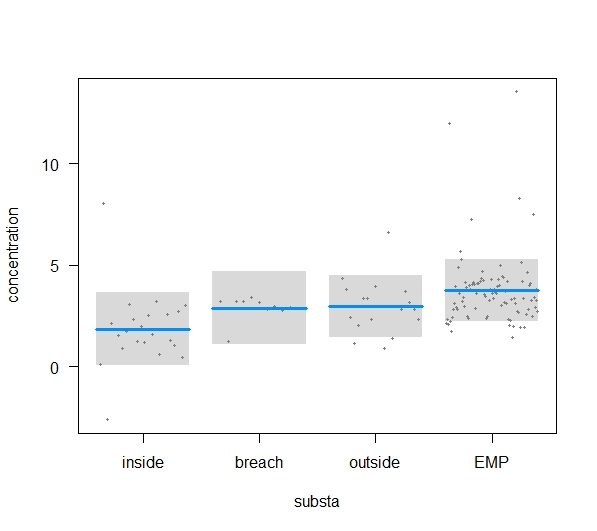 10
5
0
concentration
inside breach outside EMP
substa